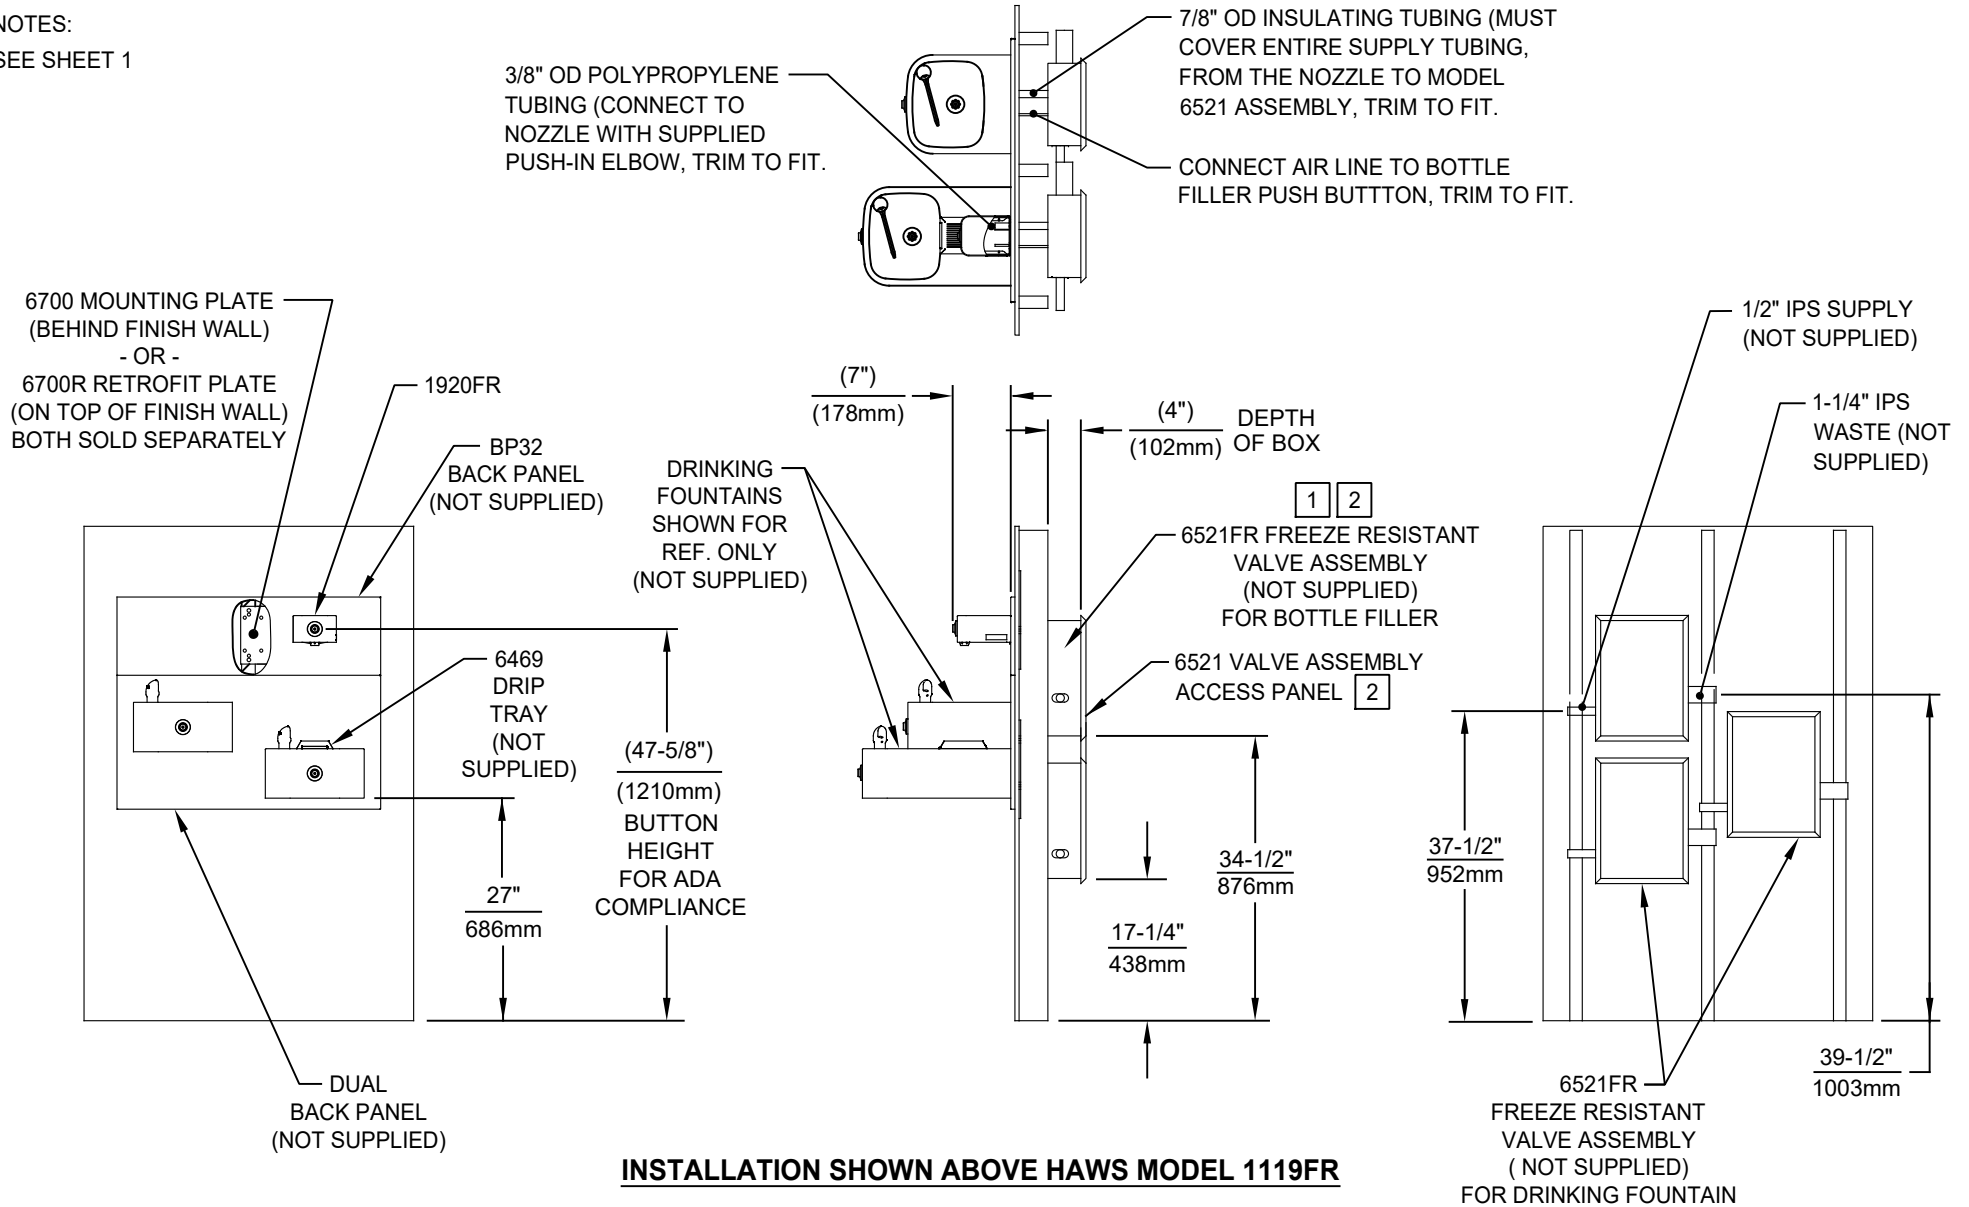 NOTES:
SEE SHEET 1
3/8" OD POLYPROPYLENE
TUBING (CONNECT TO
NOZZLE WITH SUPPLIED
PUSH-IN ELBOW, TRIM TO FIT.
7/8" OD INSULATING TUBING (MUST
COVER ENTIRE SUPPLY TUBING,
FROM THE NOZZLE TO MODEL
6521 ASSEMBLY, TRIM TO FIT.
CONNECT AIR LINE TO BOTTLE
FILLER PUSH BUTTTON, TRIM TO FIT.
6700 MOUNTING PLATE
(BEHIND FINISH WALL)
- OR -
6700R RETROFIT PLATE
(ON TOP OF FINISH WALL)
BOTH SOLD SEPARATELY
1920FR
BP32
BACK PANEL
(NOT SUPPLIED)
6469
DRIP
TRAY
(NOT
SUPPLIED)
27"
686mm
(47-5/8")
(1210mm)
BUTTON
HEIGHT
FOR ADA
COMPLIANCE
DUAL
BACK PANEL
(NOT SUPPLIED)
(7")
(178mm)
(4")
(102mm)
DEPTH
OF BOX
DRINKING
FOUNTAINS
SHOWN FOR
REF. ONLY
(NOT SUPPLIED)
1 2
6521FR FREEZE RESISTANT
VALVE ASSEMBLY
(NOT SUPPLIED)
FOR BOTTLE FILLER
6521 VALVE ASSEMBLY
ACCESS PANEL 2
34-1/2"
876mm
17-1/4"
438mm
1/2" IPS SUPPLY
(NOT SUPPLIED)
1-1/4" IPS
WASTE (NOT
SUPPLIED)
37-1/2"
952mm
39-1/2"
1003mm
6521FR
FREEZE RESISTANT
VALVE ASSEMBLY
( NOT SUPPLIED)
FOR DRINKING FOUNTAIN
INSTALLATION SHOWN ABOVE HAWS MODEL 1119FR